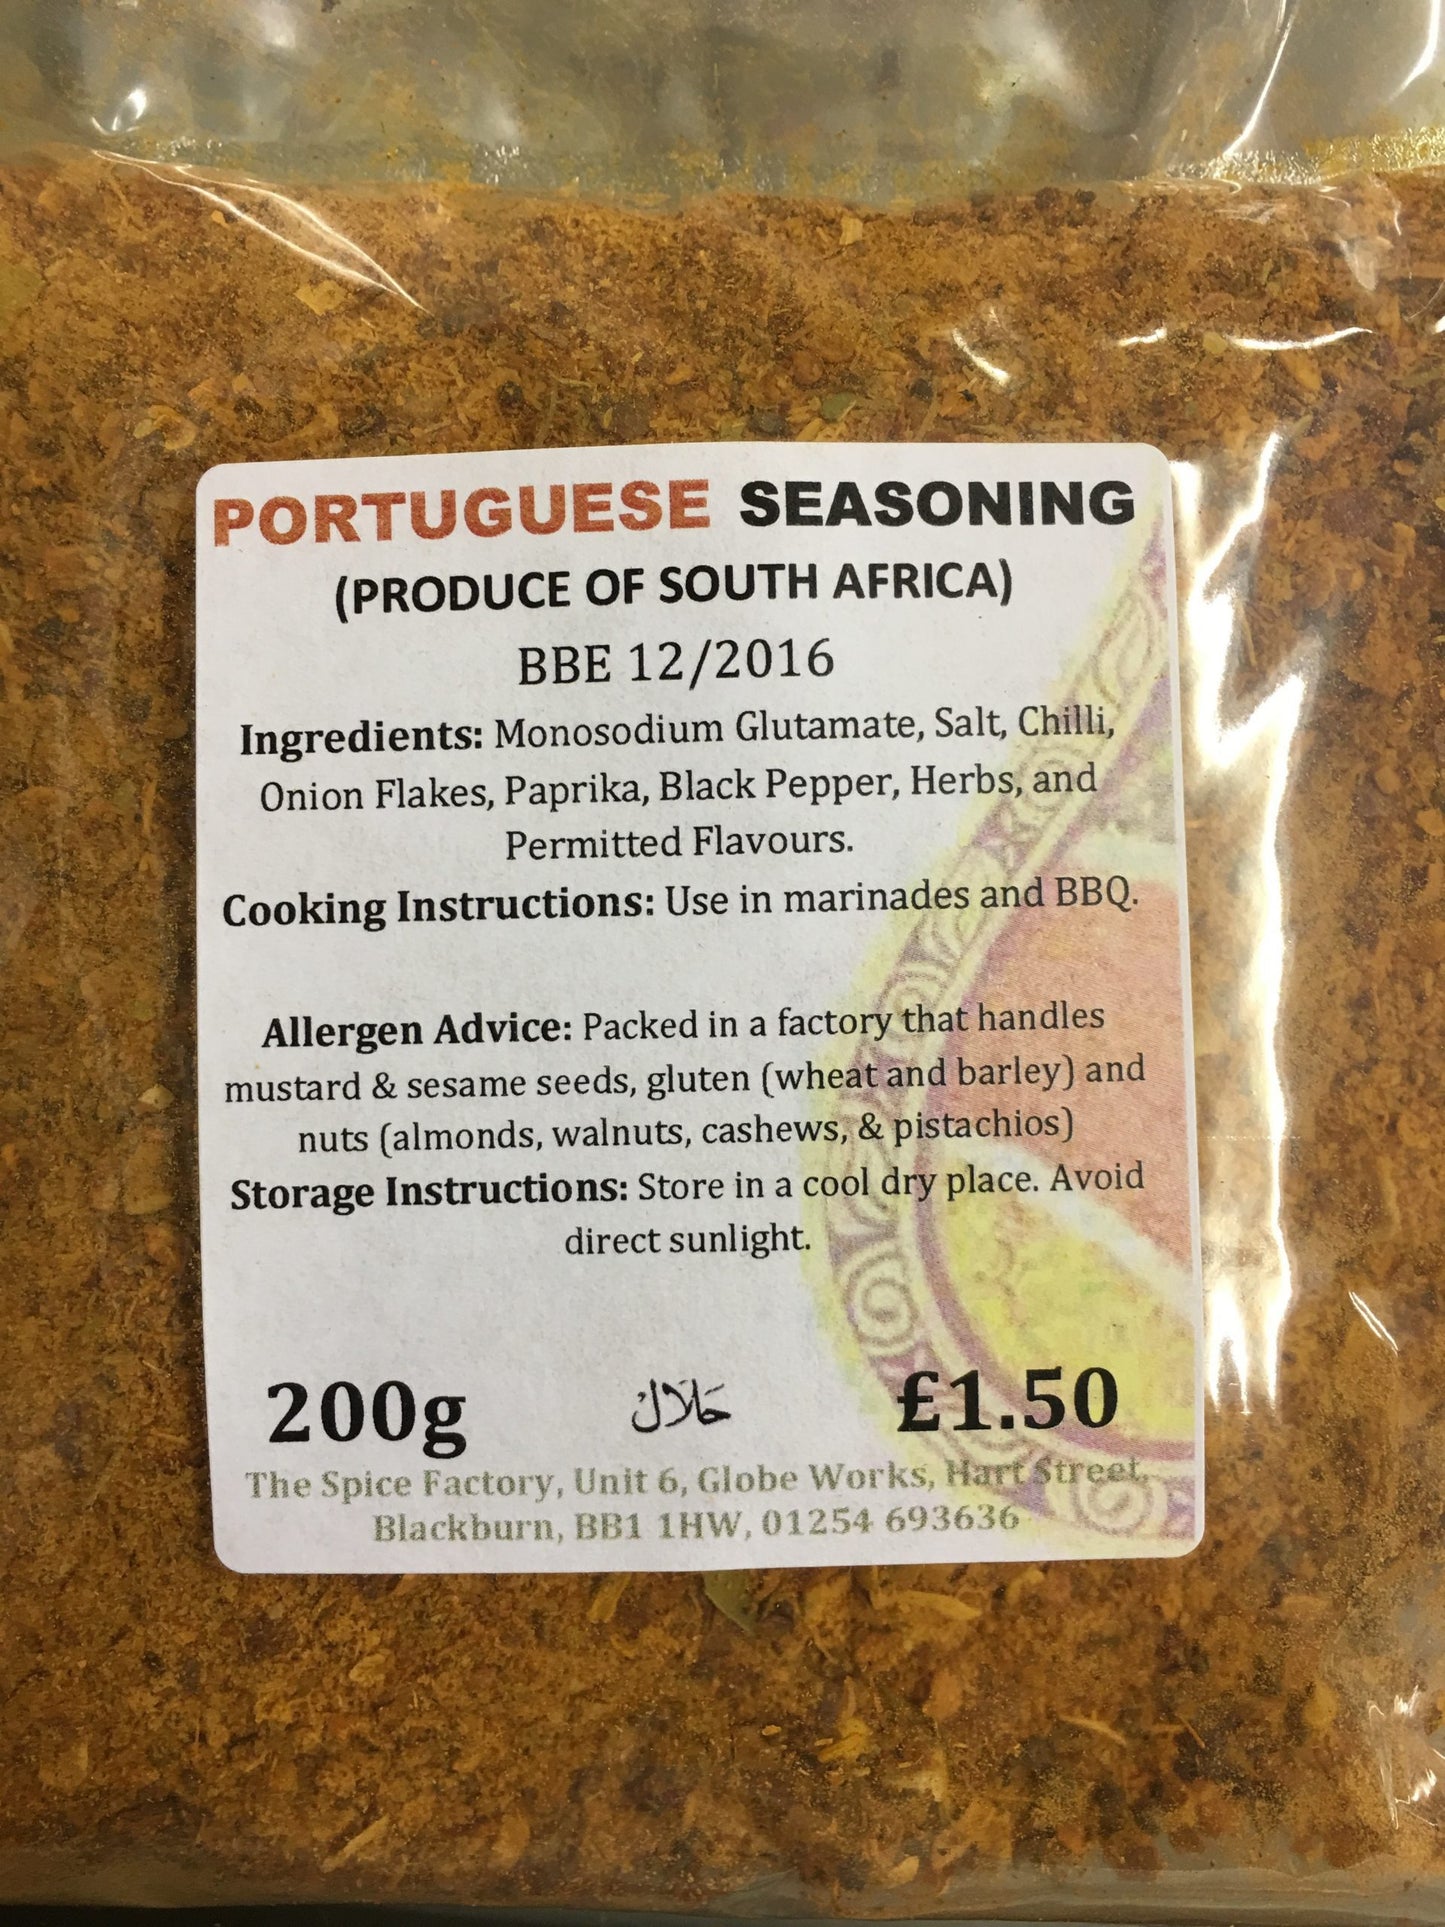 PORTUGUESE SEASONING
(PRODUCE OF SOUTH AFRICA)
BBE 12/2016
Ingredients: Monosodium Glutamate, Salt, Chilli,
Onion Flakes, Paprika, Black Pepper, Herbs, and
Permitted Flavours.
Cooking Instructions: Use in marinades and BBQ.
Allergen Advice: Packed in a factory that handles
mustard & sesame seeds, gluten (wheat and barley) and
nuts (almonds, walnuts, cashews, & pistachios)
Storage Instructions: Store in a cool dry place. Avoid
direct sunlight.
200g حَلَال £1.50
The Spice Factory, Unit 6, Globe Works, Hart Street,
Blackburn, BB1 1HW, 01254 693636